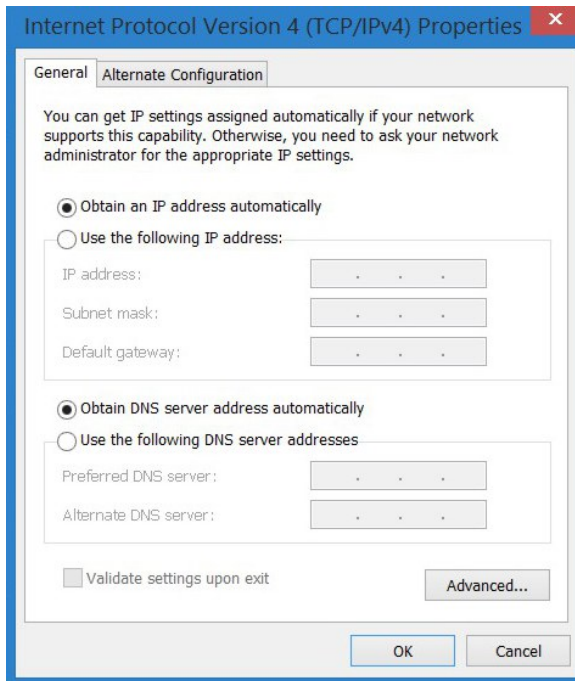 Internet Protocol Version 4 (TCP/IPv4) Properties
General
Alternate Configuration
You can get IP settings assigned automatically if your network
supports this capability. Otherwise, you need to ask your network
administrator for the appropriate IP settings.
Obtain an IP address automatically
Use the following IP address:
IP address:
Subnet mask:
Default gateway:
Obtain DNS server address automatically
Use the following DNS server addresses
Preferred DNS server:
Alternate DNS server:
Validate settings upon exit
Advanced...
OK
Cancel